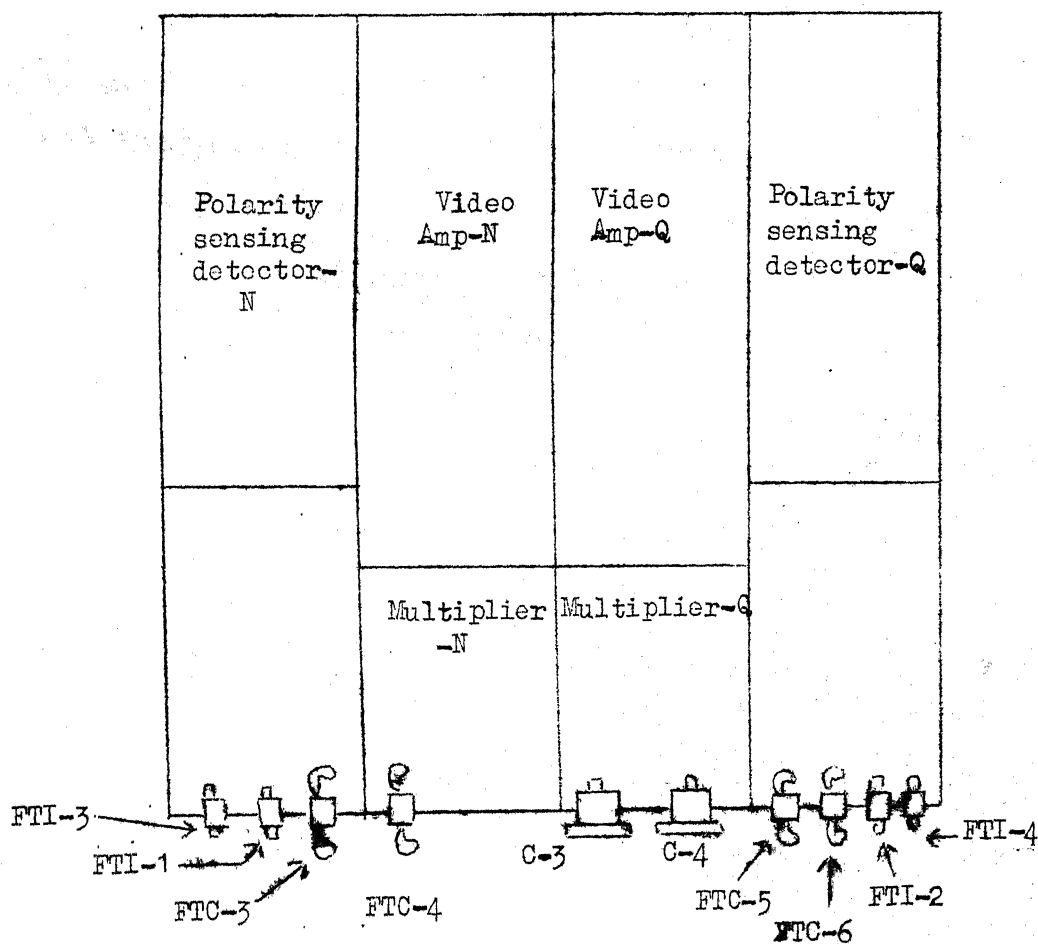 Polarity
sensing
detector-
N
Video
Amp-N
Video
Amp-Q
Polarity
sensing
detector-Q
Multiplier
-N
Multiplier-Q
FTI-3
FTI-1
FTC-3
FTC-4
C-3
C-4
FTC-5
FTC-6
FTI-2
FTI-4